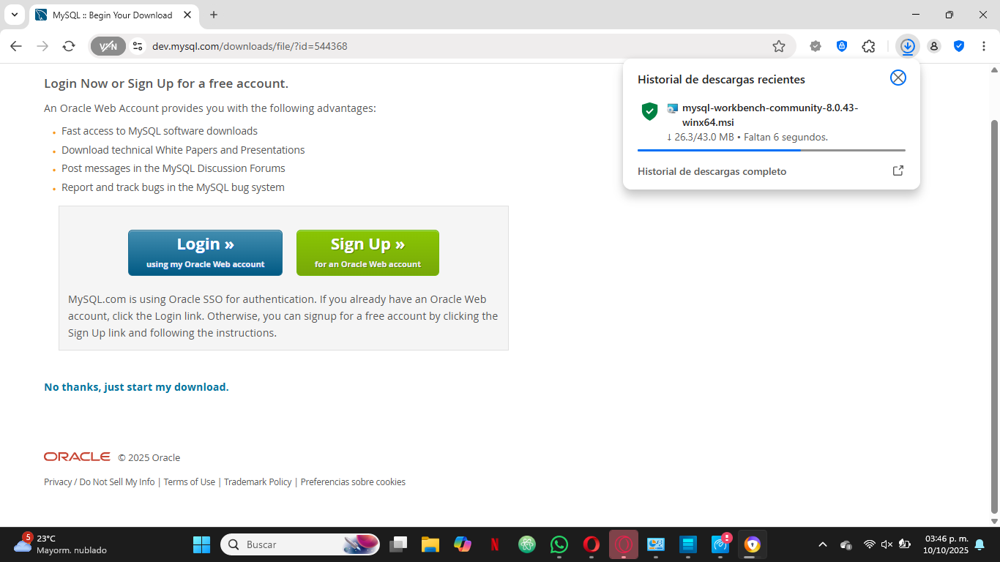 MySQL :: Begin Your Download
VPN
dev.mysql.com/downloads/file/?id=544368
Login Now or Sign Up for a free account.
An Oracle Web Account provides you with the following advantages:
Fast access to MySQL software downloads
Download technical White Papers and Presentations
Post messages in the MySQL Discussion Forums
Report and track bugs in the MySQL bug system
Login »
using my Oracle Web account
Sign Up »
for an Oracle Web account
MySQL.com is using Oracle SSO for authentication. If you already have an Oracle Web
account, click the Login link. Otherwise, you can signup for a free account by clicking the
Sign Up link and following the instructions.
No thanks, just start my download.
ORACLE © 2025 Oracle
Privacy / Do Not Sell My Info | Terms of Use | Trademark Policy | Preferencias sobre cookies
Historial de descargas recientes
mysql-workbench-community-8.0.43-
winx64.msi
↓ 26.3/43.0 MB • Faltan 6 segundos.
Historial de descargas completo
5
23°C
Mayorm. nublado
Buscar
03:46 p. m.
10/10/2025